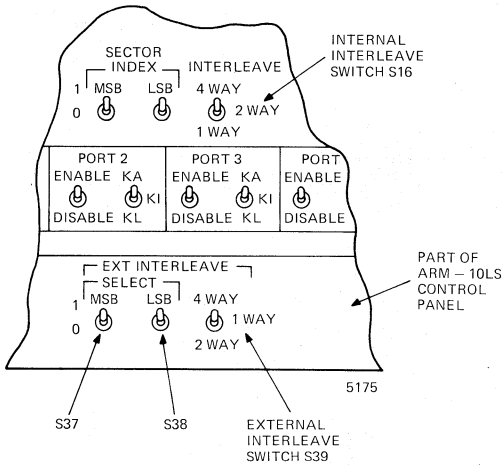 INTERNAL
INTERLEAVE
SWITCH S16
SECTOR
INDEX
INTERLEAVE
MSB LSB 4 WAY
1
0
2 WAY
1 WAY
PORT 2 PORT 3 PORT
ENABLE KA ENABLE KA ENABLE
KI KI
DISABLE KL DISABLE KL DISABLE
EXT INTERLEAVE
SELECT
MSB LSB 4 WAY
1
0
1 WAY
2 WAY
PART OF
ARM – 10LS
CONTROL
PANEL
5175
S37
S38
EXTERNAL
INTERLEAVE
SWITCH S39